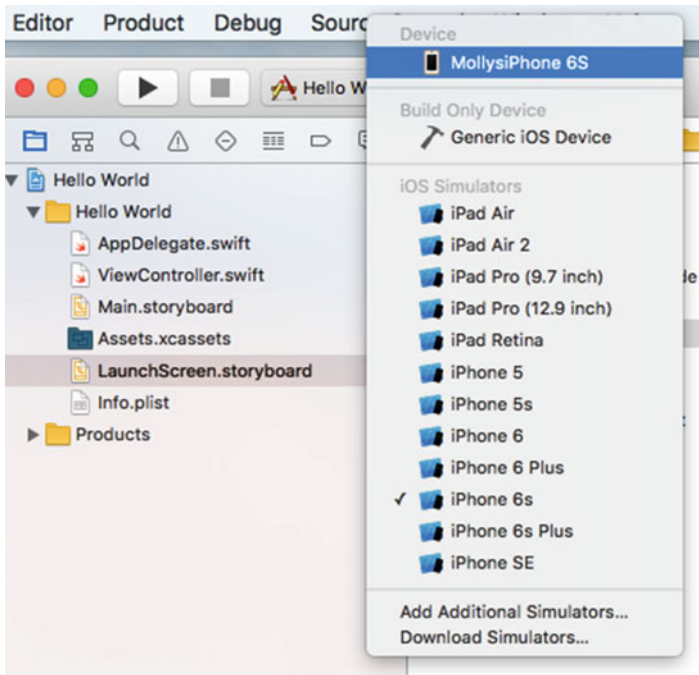 Editor Product Debug
Hello W
Hello World
Hello World
AppDelegate.swift
ViewController.swift
Main.storyboard
Assets.xcassets
LaunchScreen.storyboard
Info.plist
Products
Device
MollysiPhone 6S
Build Only Device
Generic iOS Device
iOS Simulators
iPad Air
iPad Air 2
iPad Pro (9.7 inch)
iPad Pro (12.9 inch)
iPad Retina
iPhone 5
iPhone 5s
iPhone 6
iPhone 6 Plus
iPhone 6s
iPhone 6s Plus
iPhone SE
Add Additional Simulators...
Download Simulators...